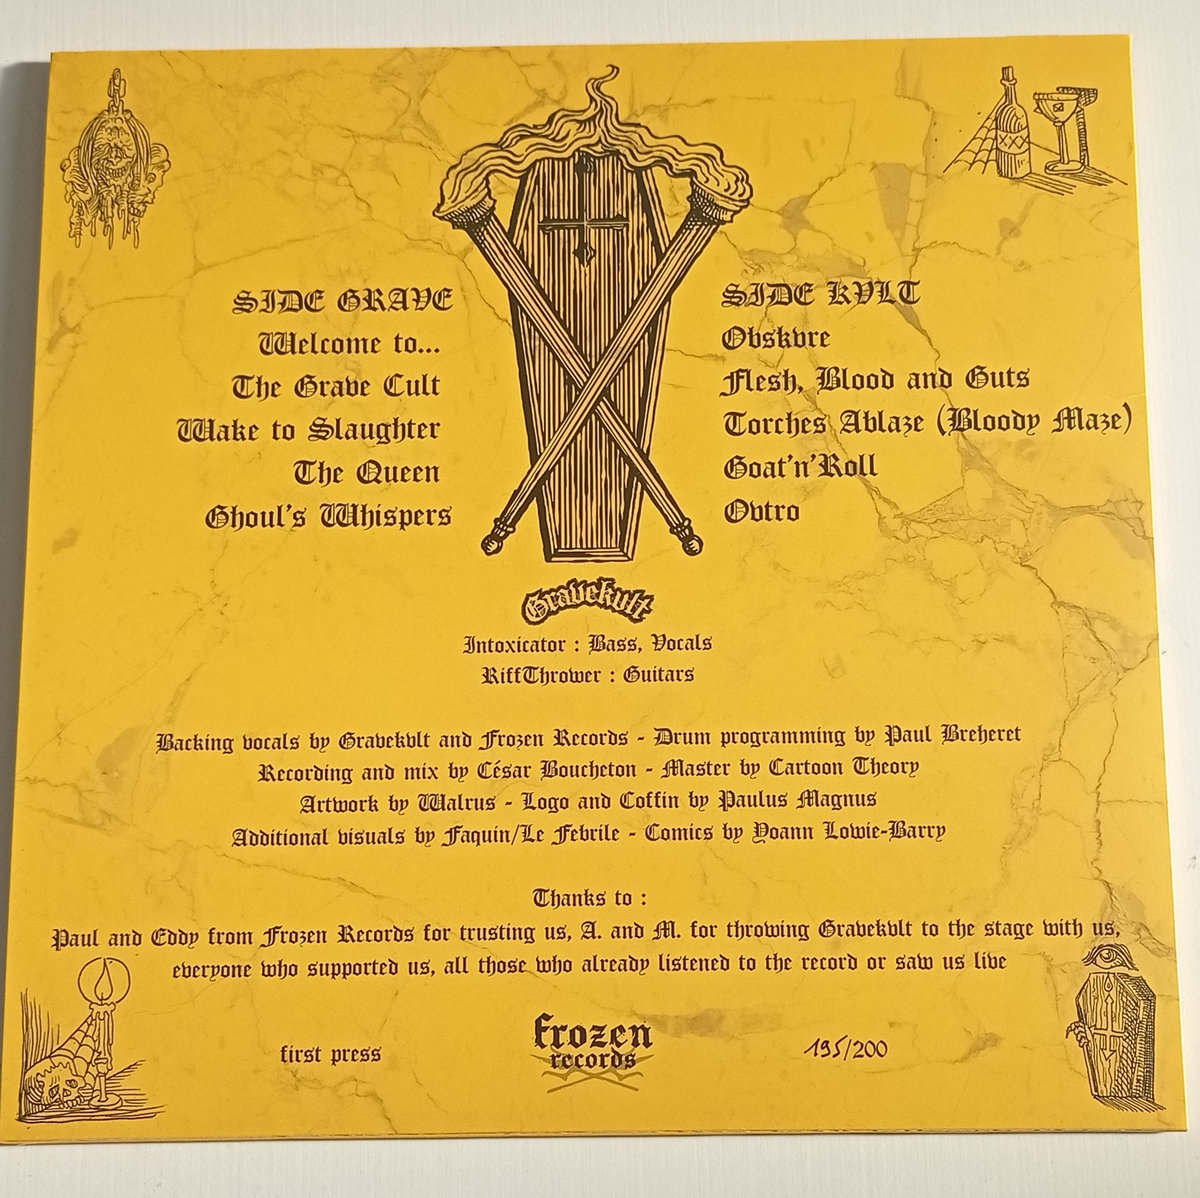 SIDE GRAVE
Welcome to...
The Grave Cult
Wake to Slaughter
The Queen
Ghoul's Whispers
SIDE KVLT
Obskvre
Flesh, Blood and Guts
Torches Ablaze (Bloody Maze)
Goat'n'Roll
Ovtro
Gravekvlt
Intoxicator : Bass, Vocals
RiffThrower : Guitars
Backing vocals by Gravekvlt and Frozen Records - Drum programming by Paul Breheret
Recording and mix by César Boucheton - Master by Cartoon Theory
Artwork by Walrus - Logo and Coffin by Paulus Magnus
Additional visuals by Faquin/Le Febrile - Comics by Yoann Lowie-Barry
Thanks to :
Paul and Eddy from Frozen Records for trusting us, A. and M. for throwing Gravekvlt to the stage with us,
everyone who supported us, all those who already listened to the record or saw us live
first press
frozen
records
195/200